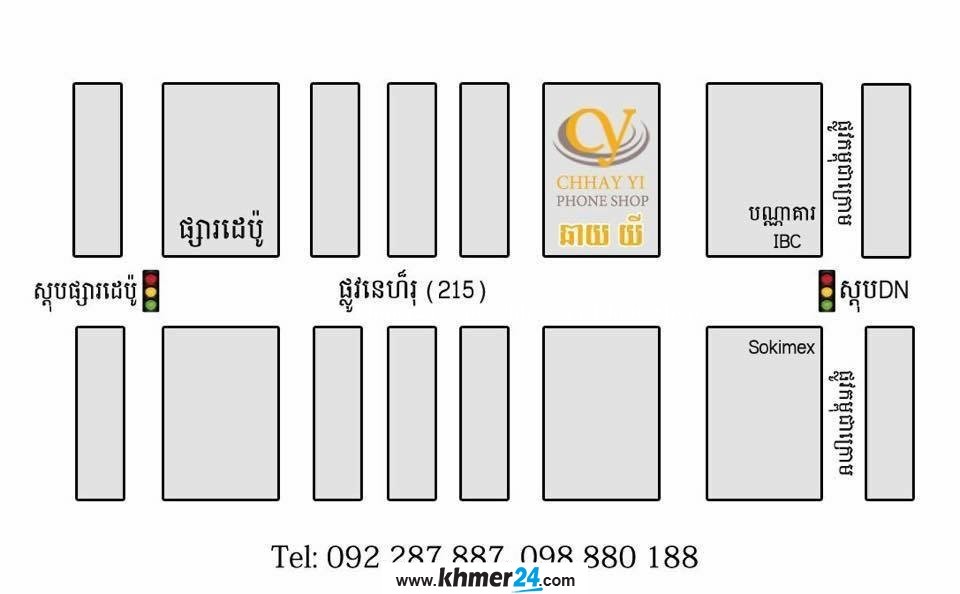 CY
CHHAY YI
PHONE SHOP
ឆាយ យី
ផ្សារដេប៉ូ
បណ្ណាគារ
IBC
ផ្លូវកម្ពុជាក្រោម
ស្តុបផ្សារដេប៉ូ
ផ្លូវនេហ៊្រុ (215)
ស្តុបDN
Sokimex
ផ្លូវកម្ពុជាក្រោម
Tel: 092 287 887, 098 880 188
www.khmer24.com